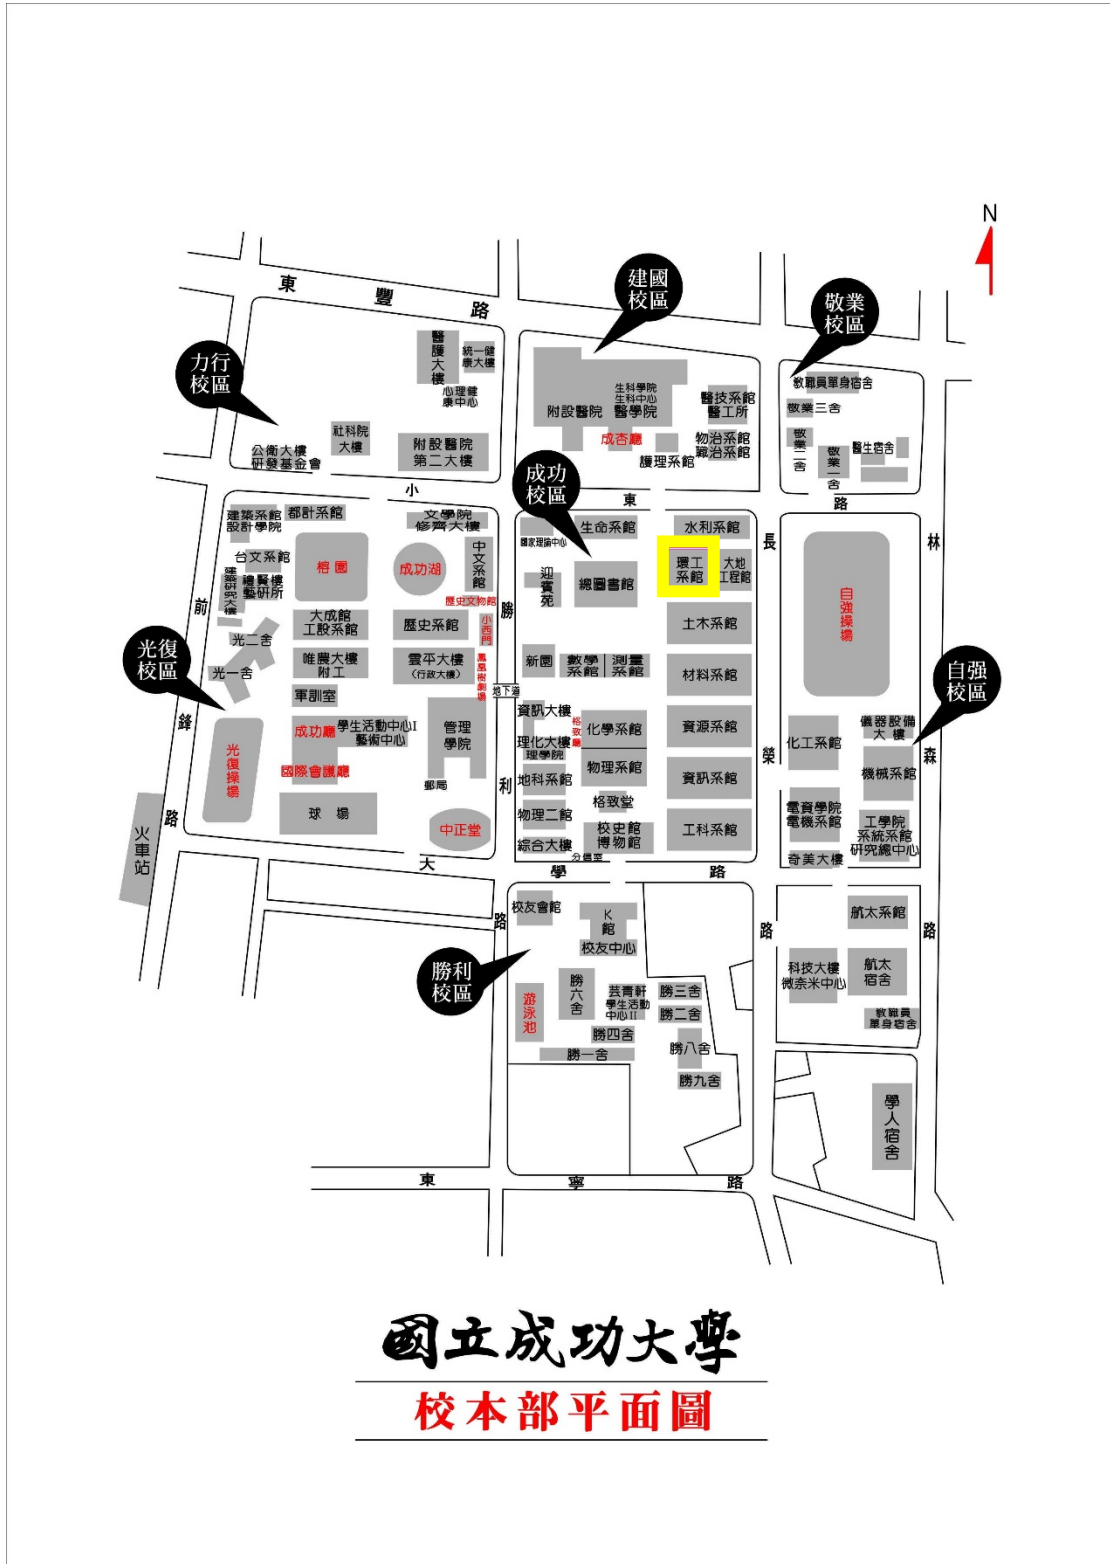 N
東豐路
建國
校區
敬業
校區
力行
校區
醫護大樓
統一健
康大樓
心理健
康中心
社科院
大樓
公衛大樓
研發基金會
附設醫院
第二大樓
生科學院
生科中心
附設醫院
醫學院
成杏廳
護理系館
醫技系館
醫工所
物治系館
職治系館
教職員單身宿舍
敬業三舍
敬業二舍
敬業一舍
醫生宿舍
小東路
成功
校區
建築系館
設計學院
都計系館
文學院
修齊大樓
台文系館
榕園
成功湖
中文系館
建築研究大樓
禮賢樓
藝研所
歷史文物館
大成館
工設系館
歷史系館
小西門
光二舍
光一舍
唯農大樓
附工
雲平大樓
(行政大樓)
鳳凰樹劇場
地下道
軍訓室
光復
校區
前鋒路
光復操場
成功廳
國際會議廳
學生活動中心I
藝術中心
管理
學院
郵局
球場
中正堂
火車站
勝利路
國家理論中心
生命系館
水利系館
迎賓苑
總圖書館
環工
系館
大地
工程館
土木系館
新園
數學
系館
測量
系館
材料系館
資訊大樓
格致廳
化學系館
資源系館
理化大樓
理學院
物理系館
地科系館
資訊系館
物理二館
格致堂
綜合大樓
校史館
博物館
分信室
工科系館
長榮路
自強操場
林森路
自强
校區
化工系館
儀器設備
大樓
機械系館
電資學院
電機系館
工學院
系統系館
研究總中心
奇美大樓
大學路
校友會館
K
館
校友中心
勝利
校區
游泳池
勝六舍
芸青軒
學生活動
中心II
勝三舍
勝二舍
勝四舍
勝一舍
勝八舍
勝九舍
航太系館
科技大樓
微奈米中心
航太
宿舍
教職員
單身宿舍
學人宿舍
東寧路
國立成功大學
校本部平面圖